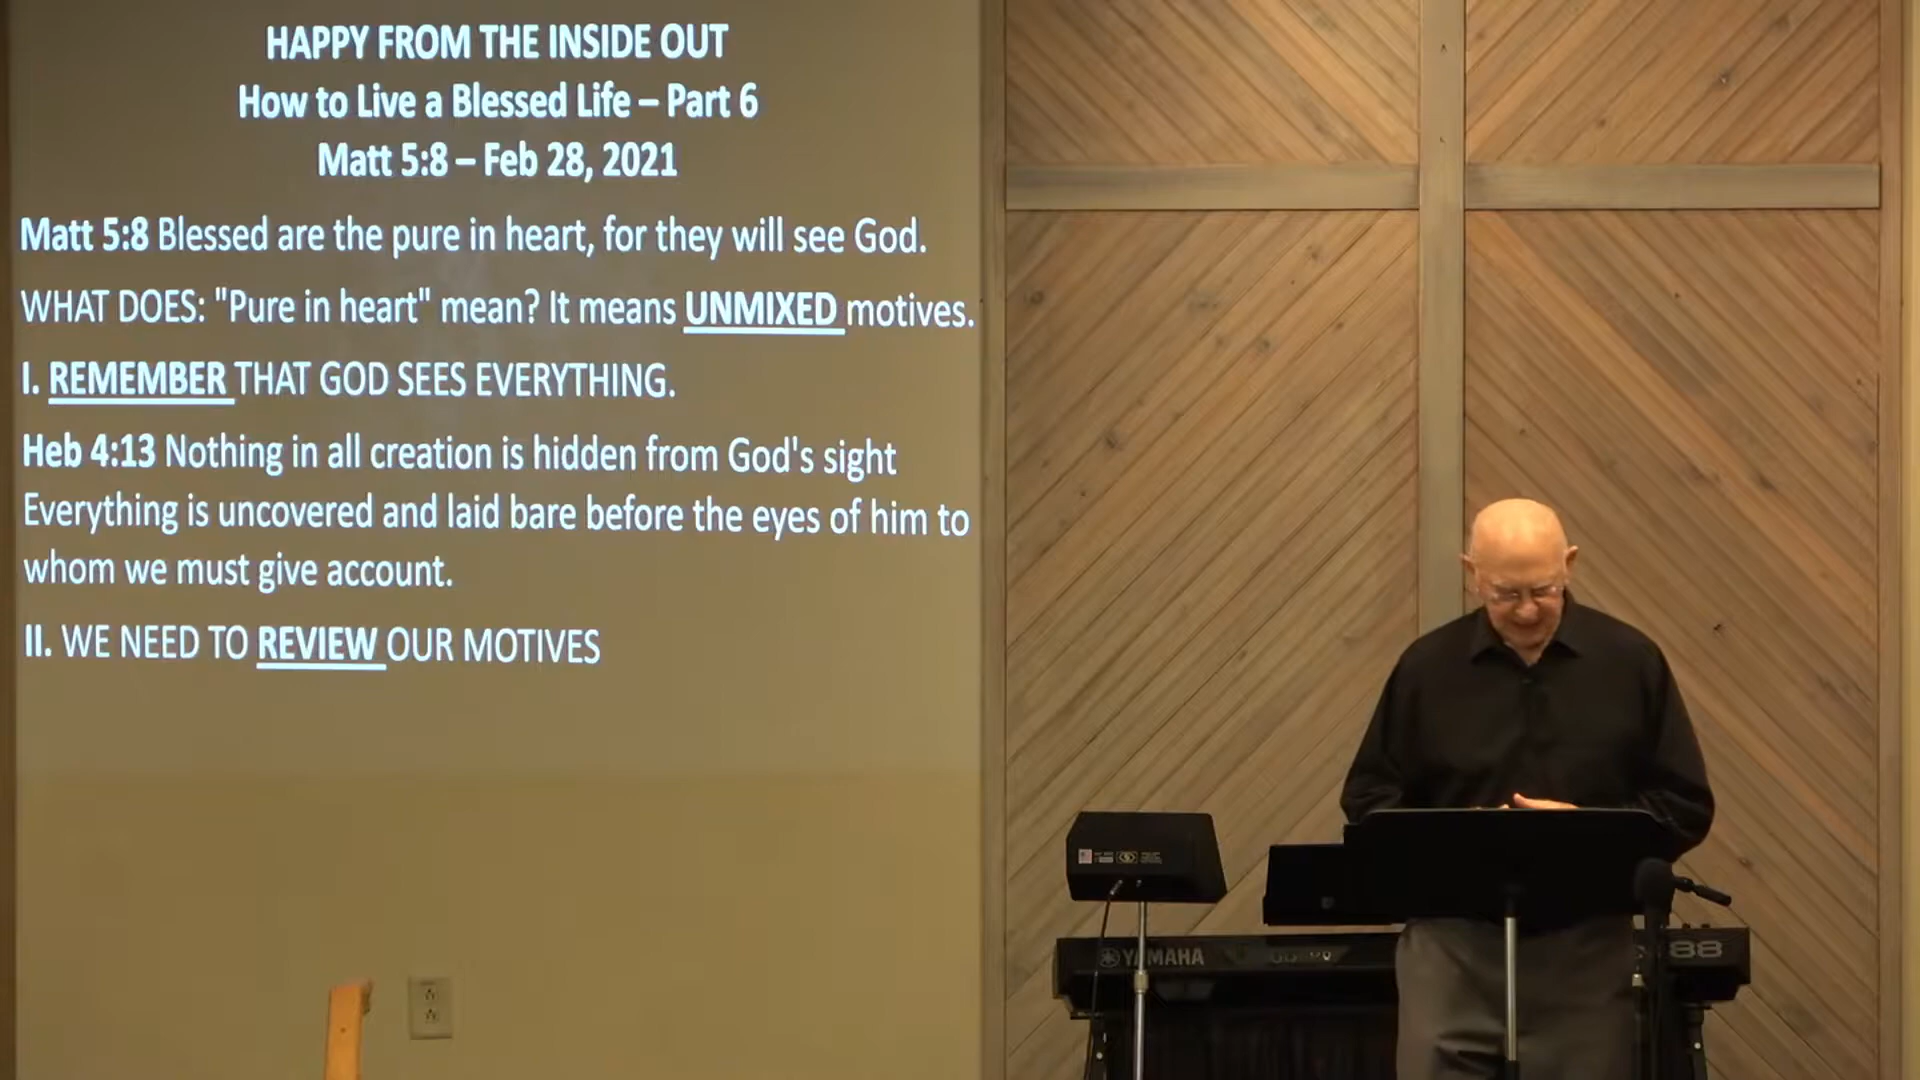 HAPPY FROM THE INSIDE OUT
How to Live a Blessed Life – Part 6
Matt 5:8 – Feb 28, 2021
Matt 5:8 Blessed are the pure in heart, for they will see God.
WHAT DOES: "Pure in heart" mean? It means UNMIXED motives.
I. REMEMBER THAT GOD SEES EVERYTHING.
Heb 4:13 Nothing in all creation is hidden from God's sight
Everything is uncovered and laid bare before the eyes of him to
whom we must give account.
II. WE NEED TO REVIEW OUR MOTIVES
YAMAHA
88